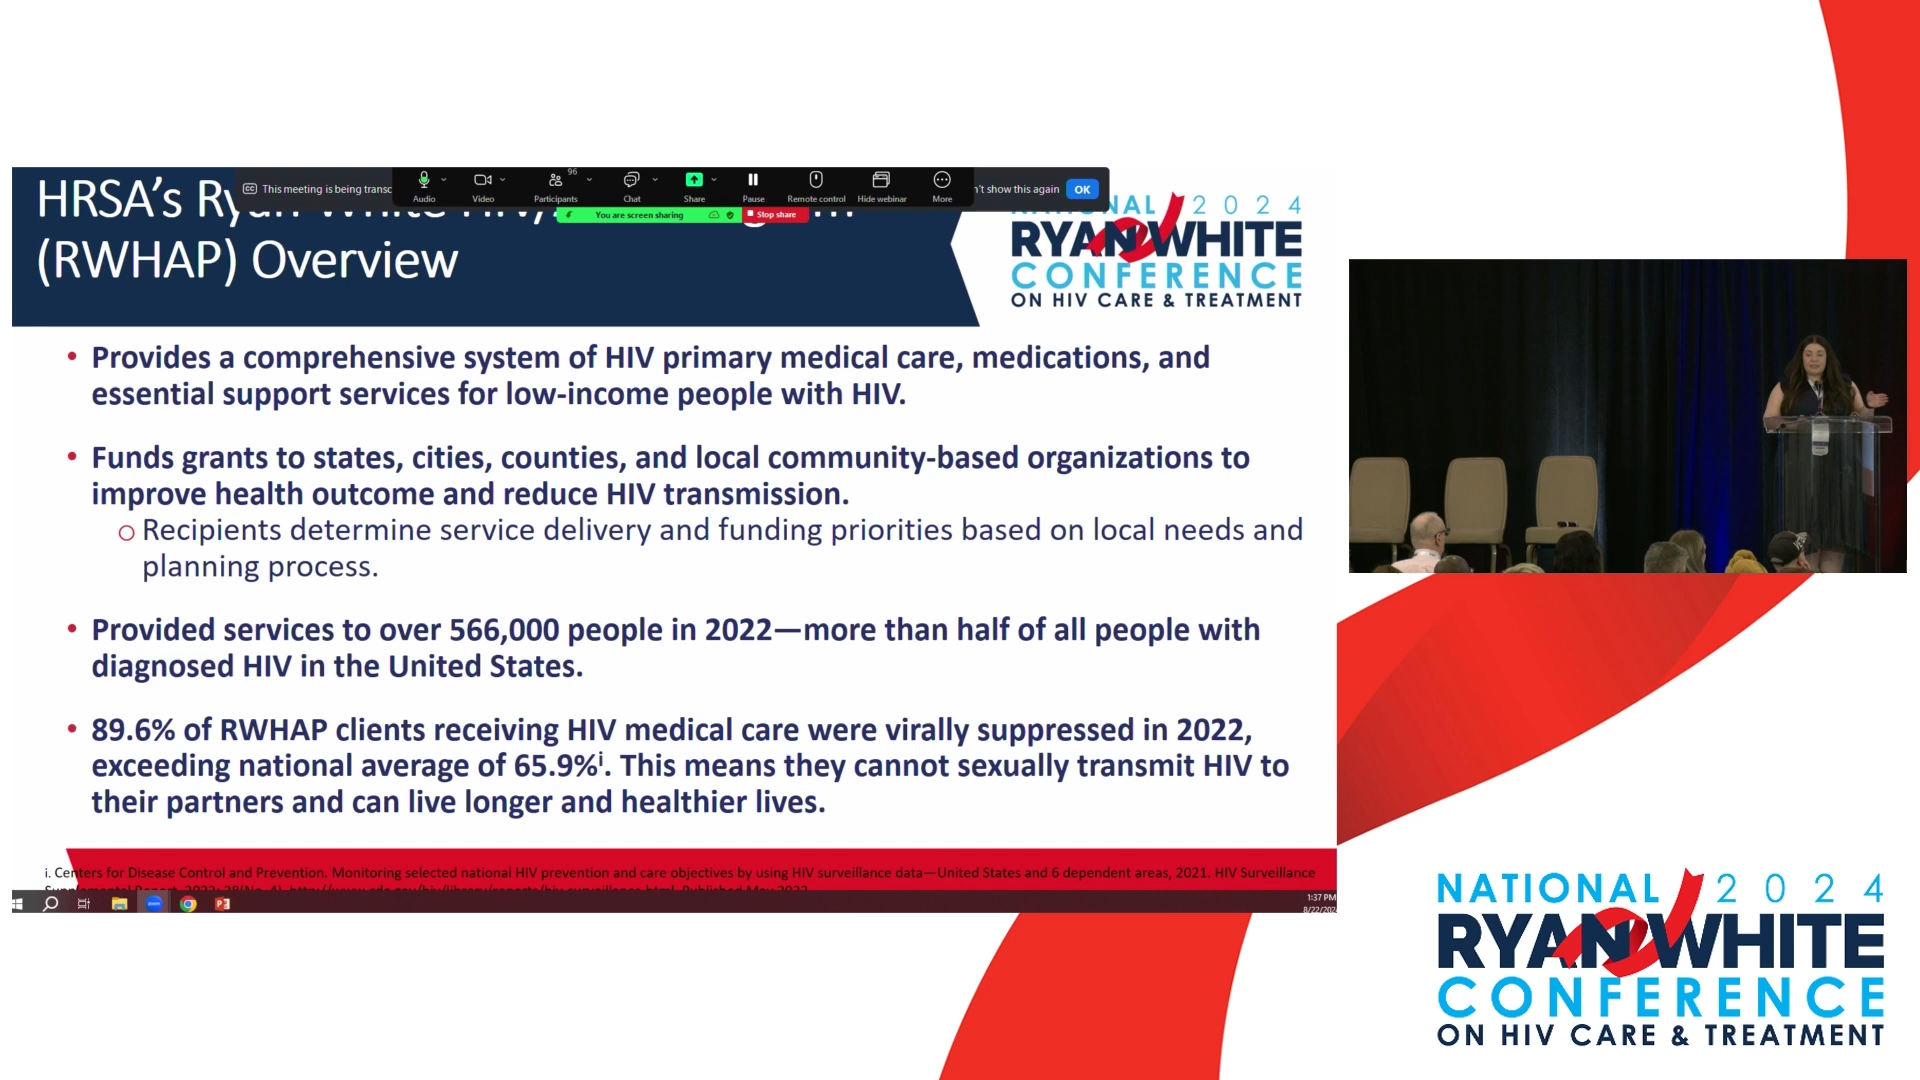 HRSA's Ry
(RWHAP) Overview
This meeting is being transc
Audio
Video
96
Participants
Chat
Share
Pause
Remote control
Hide webinar
More
n't show this again
OK
You are screen sharing
Stop share
2024
RYAN WHITE
CONFERENCE
ON HIV CARE & TREATMENT
• Provides a comprehensive system of HIV primary medical care, medications, and
essential support services for low-income people with HIV.
• Funds grants to states, cities, counties, and local community-based organizations to
improve health outcome and reduce HIV transmission.
o Recipients determine service delivery and funding priorities based on local needs and
planning process.
• Provided services to over 566,000 people in 2022—more than half of all people with
diagnosed HIV in the United States.
• 89.6% of RWHAP clients receiving HIV medical care were virally suppressed in 2022,
exceeding national average of 65.9%i. This means they cannot sexually transmit HIV to
their partners and can live longer and healthier lives.
i. Centers for Disease Control and Prevention. Monitoring selected national HIV prevention and care objectives by using HIV surveillance data—United States and 6 dependent areas, 2021. HIV Surveillance
1:37 PM
8/22/202
NATIONAL 2024
RYAN WHITE
CONFERENCE
ON HIV CARE & TREATMENT